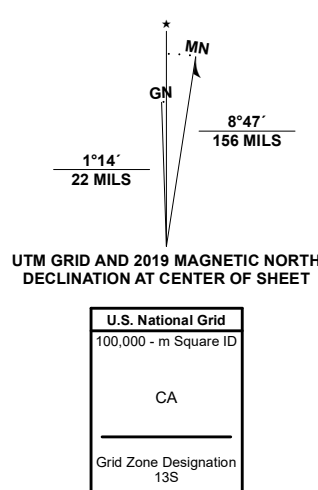 ★
MN
GN
8°47´
156 MILS
1°14´
22 MILS
UTM GRID AND 2019 MAGNETIC NORTH
DECLINATION AT CENTER OF SHEET
U.S. National Grid
100,000 - m Square ID
CA
Grid Zone Designation
13S